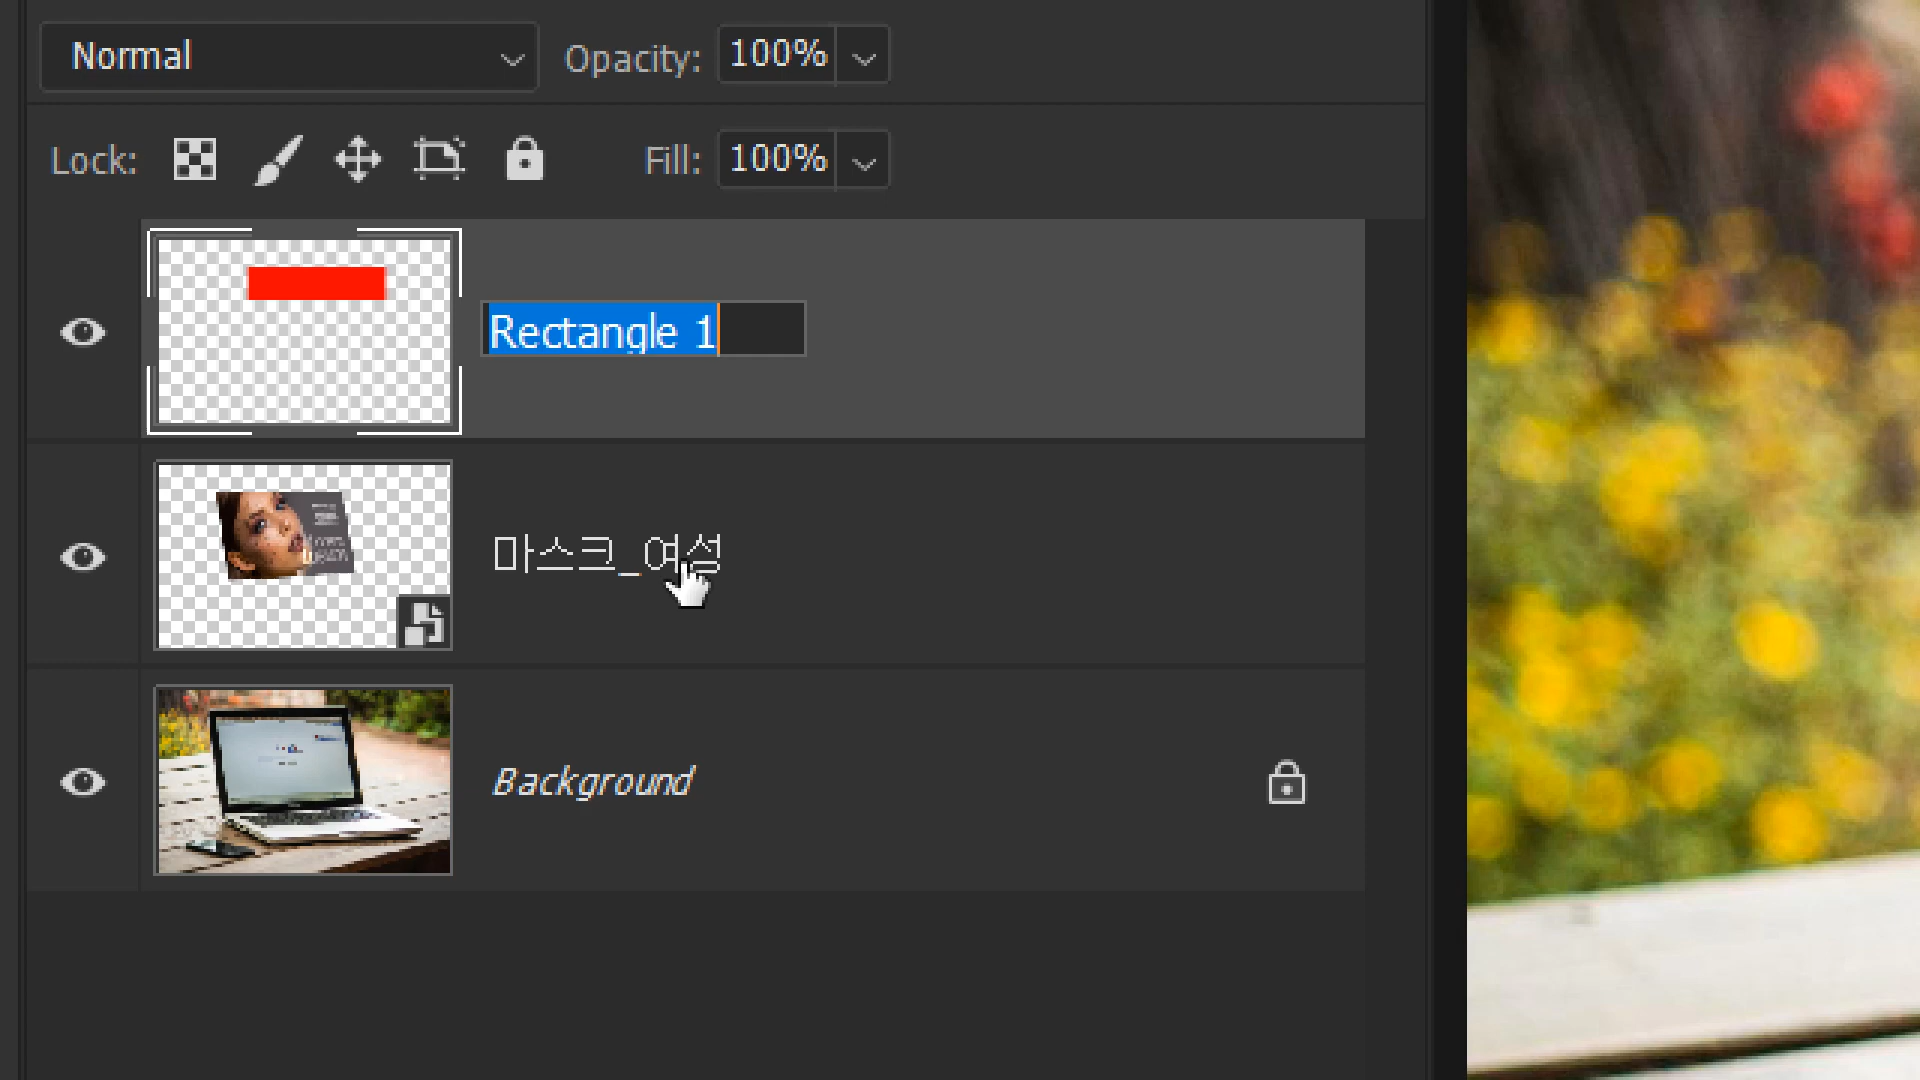 Normal
Opacity: 100%
Lock:
Fill: 100%
Rectangle 1
마스크_여성
Background